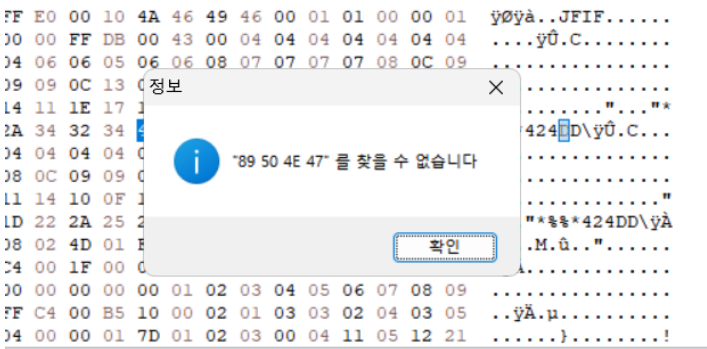 FF E0 00 10 4A 46 49 46 00 01 01 00 00 01 ÿØÿà..JFIF......
00 00 FF DB 00 43 00 04 04 04 04 04 04 04 ....ÿÛ.C........
04 06 06 05 06 06 08 07 07 07 07 08 0C 09 ................
09 09 0C 13
정보
14 11 1E 17 ."..."*
2A 34 32 34 424DD\ÿÛ.C...
04 04 04 04
"89 50 4E 47" 를 찾을 수 없습니다
08 0C 09 09
11 14 10 0F "
1D 22 2A 25 "*%%*424DD\ÿÀ
08 02 4D 01 .M.û.."......
확인
C4 00 1F 00
00 00 00 00 00 01 02 03 04 05 06 07 08 09 ................
FF C4 00 B5 10 00 02 01 03 03 02 04 03 05 ..ÿÄ.µ..........
04 00 00 01 7D 01 02 03 00 04 11 05 12 21 ......}........!